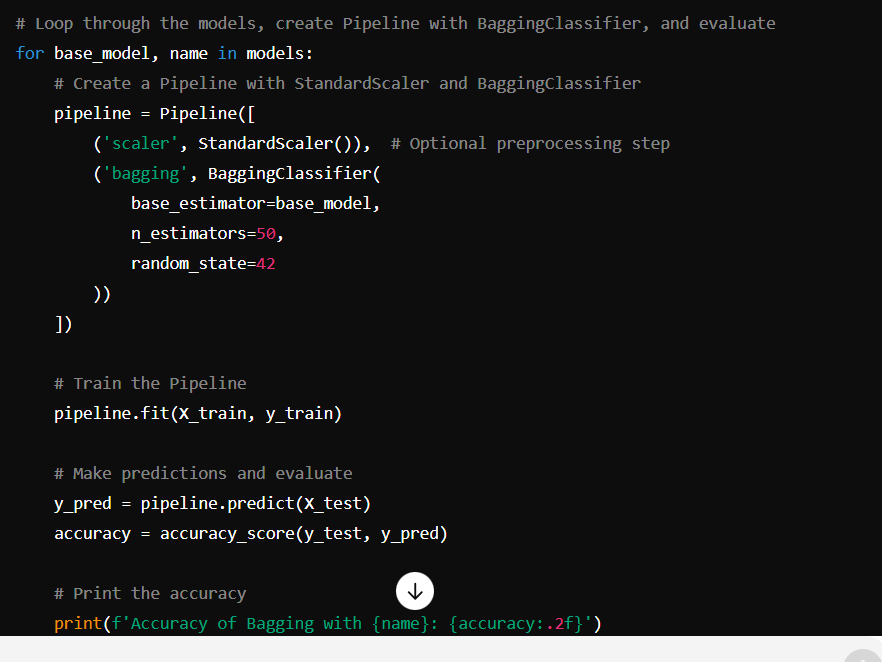 # Loop through the models, create Pipeline with BaggingClassifier, and evaluate
for base_model, name in models:
    # Create a Pipeline with StandardScaler and BaggingClassifier
    pipeline = Pipeline([
        ('scaler', StandardScaler()),  # Optional preprocessing step
        ('bagging', BaggingClassifier(
            base_estimator=base_model,
            n_estimators=50,
            random_state=42
        ))
    ])
    # Train the Pipeline
    pipeline.fit(X_train, y_train)
    # Make predictions and evaluate
    y_pred = pipeline.predict(X_test)
    accuracy = accuracy_score(y_test, y_pred)
    # Print the accuracy
    print(f'Accuracy of Bagging with {name}: {accuracy:.2f}')